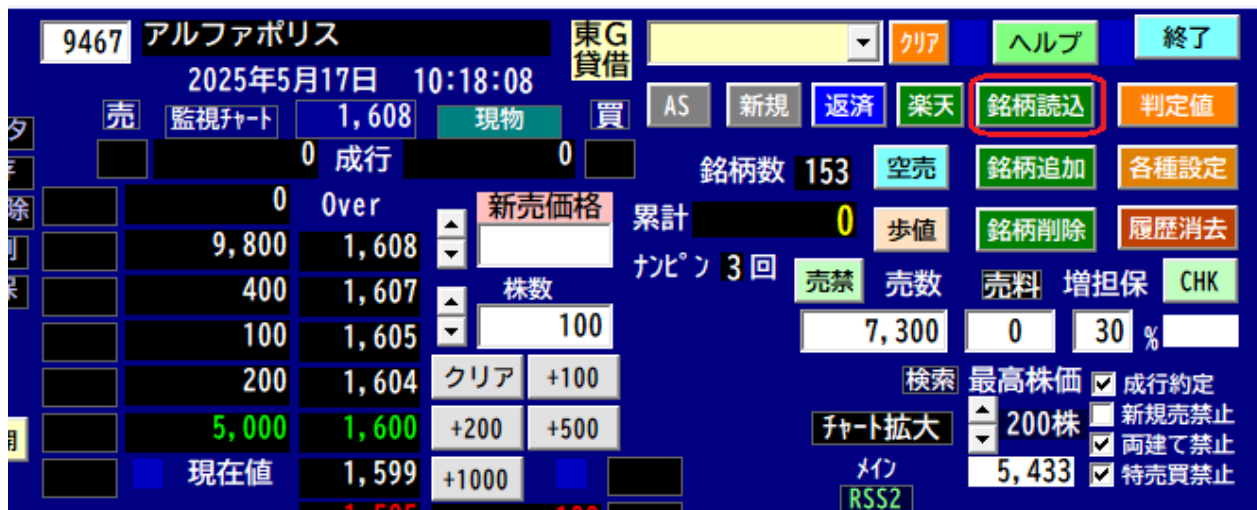 9467 アルファポリス 東G クリア ヘルプ 終了
2025年5月17日 10:18:08 貸借
売 監視ﾁｬｰﾄ 1,608 現物 買 AS 新規 返済 楽天 銘柄読込 判定値
0 成行 0 銘柄数 153 空売 銘柄追加 各種設定
除 0 Over 新売価格 累計 0 歩値 銘柄削除 履歴消去
9,800 1,608
ﾅﾝﾋﾟﾝ 3回 売禁 売数 売料 増担保 CHK
400 1,607 株数
100 1,605 100 7,300 0 30 %
200 1,604 クリア +100 検索 最高株価 成行約定
5,000 1,600 +200 +500 ﾁｬｰﾄ拡大 200株 新規売禁止
両建て禁止
現在値 1,599 +1000 ﾒｲﾝ 5,433 特売買禁止
RSS2